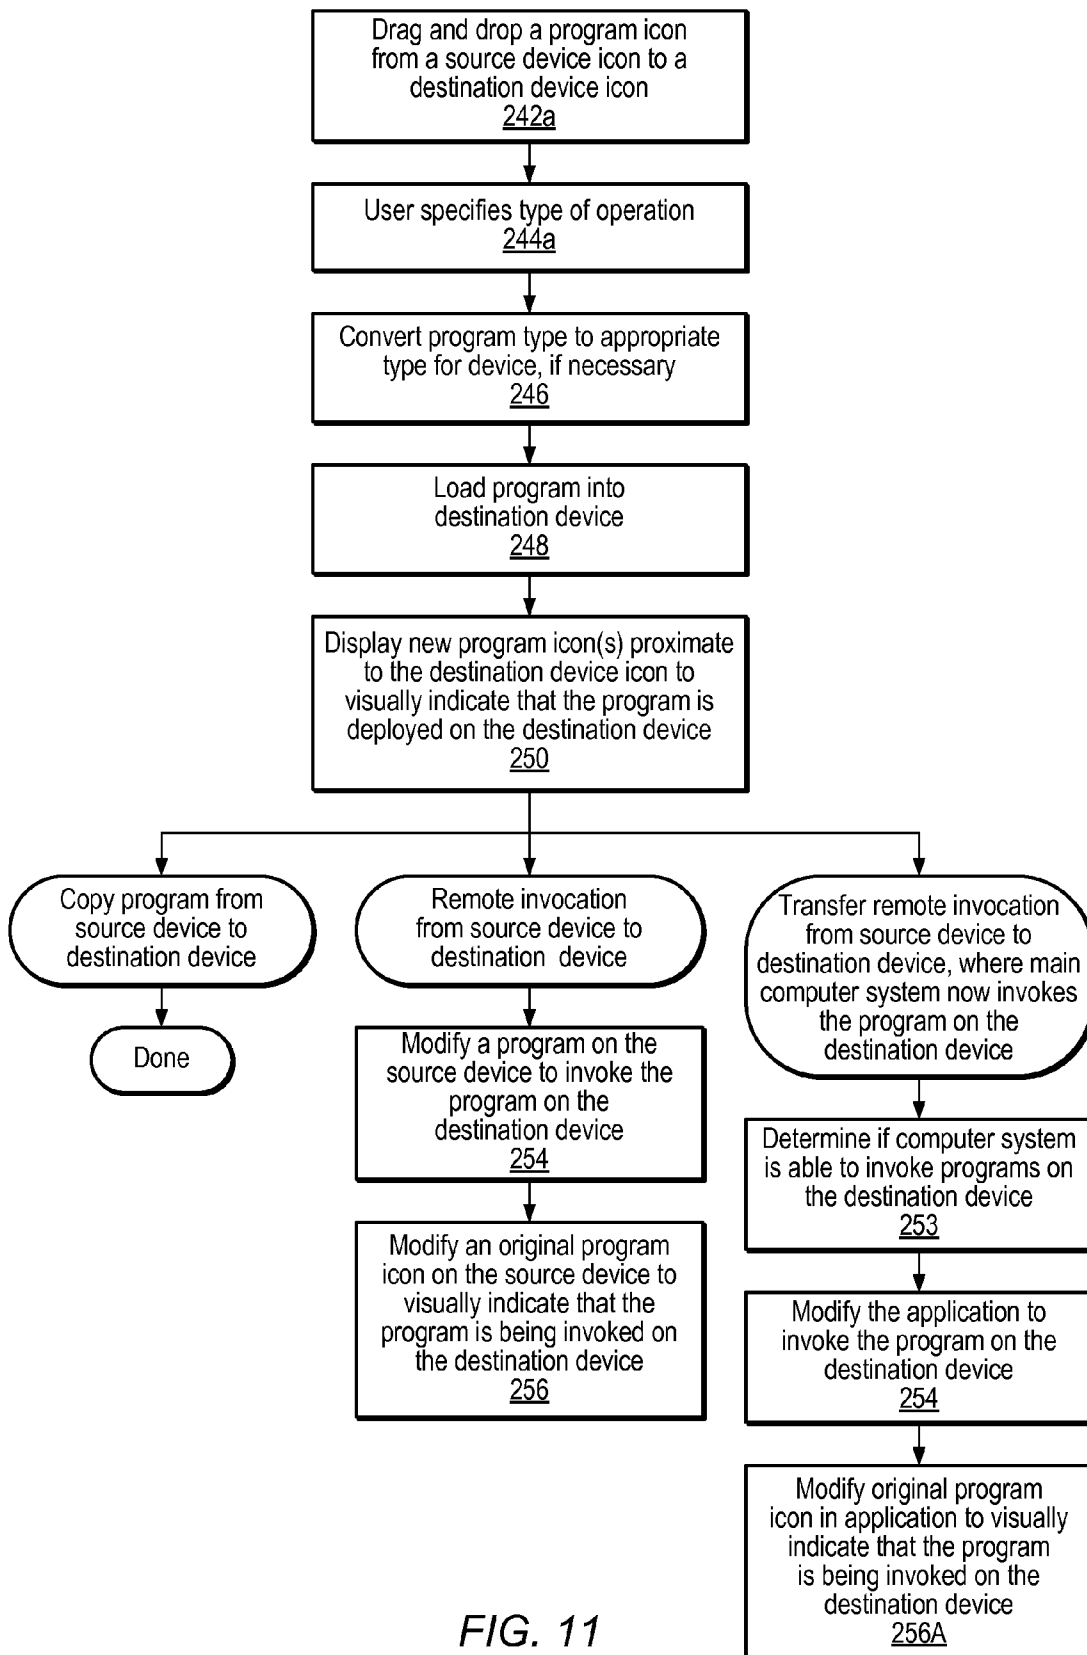 Drag and drop a program icon
from a source device icon to a
destination device icon
242a
User specifies type of operation
244a
Convert program type to appropriate
type for device, if necessary
246
Load program into
destination device
248
Display new program icon(s) proximate
to the destination device icon to
visually indicate that the program is
deployed on the destination device
250
Copy program from
source device to
destination device
Done
Remote invocation
from source device to
destination device
Modify a program on the
source device to invoke the
program on the
destination device
254
Modify an original program
icon on the source device to
visually indicate that the
program is being invoked on
the destination device
256
Transfer remote invocation
from source device to
destination device, where main
computer system now invokes
the program on the
destination device
Determine if computer system
is able to invoke programs on
the destination device
253
Modify the application to
invoke the program on the
destination device
254
Modify original program
icon in application to visually
indicate that the program
is being invoked on the
destination device
256A
FIG. 11